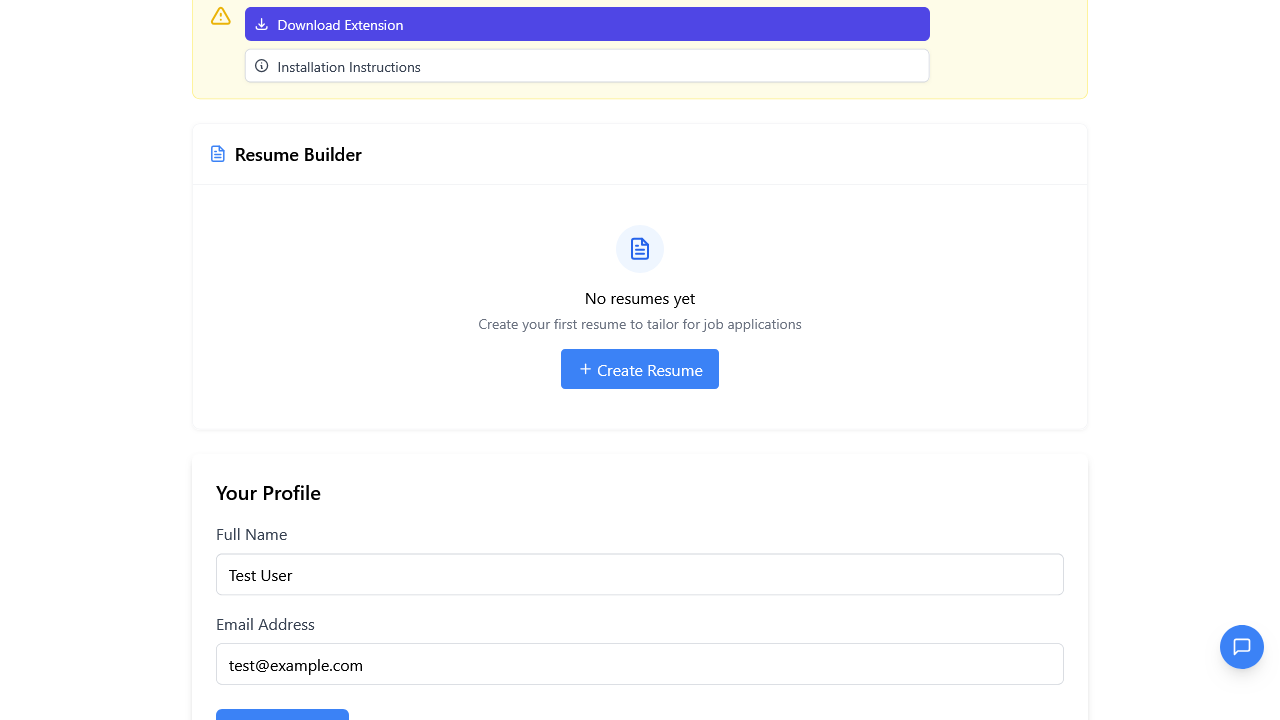 Download Extension
Installation Instructions
Resume Builder
No resumes yet
Create your first resume to tailor for job applications
Create Resume
Your Profile
Full Name
Test User
Email Address
test@example.com